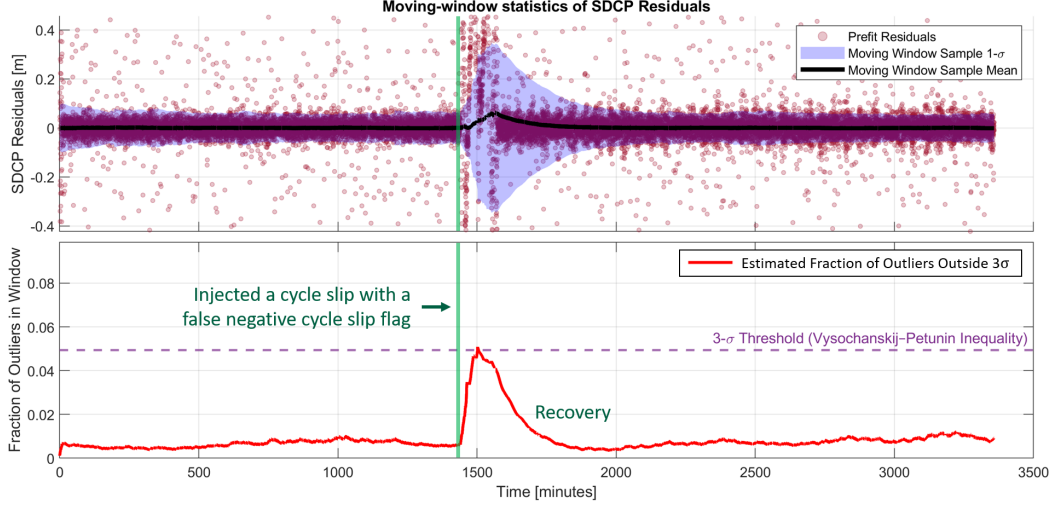 Moving-window statistics of SDCP Residuals
SDCP Residuals [m]
0.4
0.2
0
-0.2
-0.4
Prefit Residuals
Moving Window Sample 1-σ
Moving Window Sample Mean
Fraction of Outliers in Window
0.08
0.06
0.04
0.02
0
Estimated Fraction of Outliers Outside 3σ
Injected a cycle slip with a
false negative cycle slip flag
3-σ Threshold (Vysochanskij–Petunin Inequality)
Recovery
0
500
1000
1500
2000
2500
3000
3500
Time [minutes]